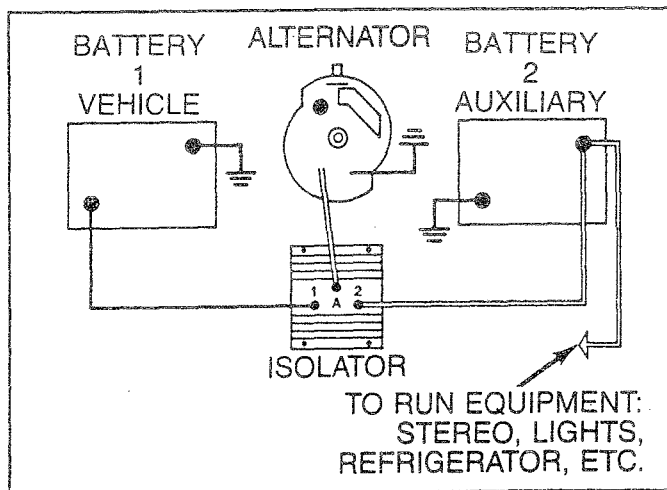 BATTERY
1
VEHICLE
ALTERNATOR
BATTERY
2
AUXILIARY
1
A
2
ISOLATOR
TO RUN EQUIPMENT:
STEREO, LIGHTS,
REFRIGERATOR, ETC.